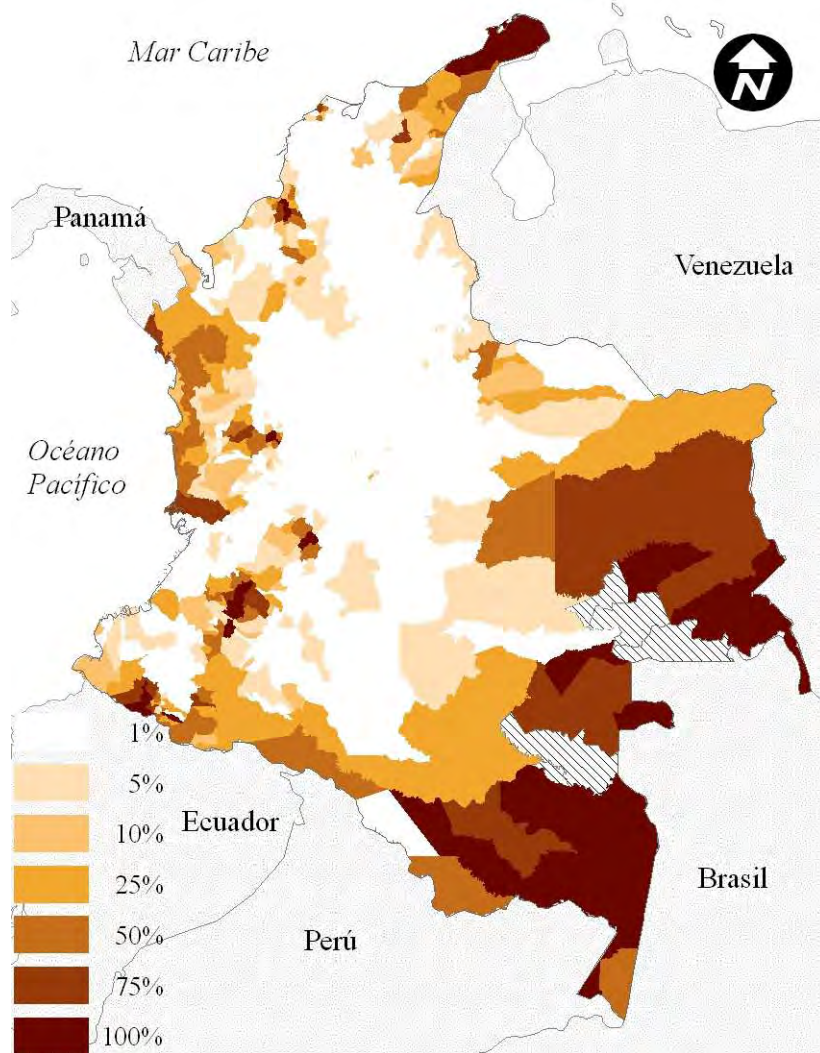 Mar Caribe
N
Panamá
Venezuela
Océano
Pacífico
1%
5%
10%
25%
50%
75%
100%
Ecuador
Perú
Brasil